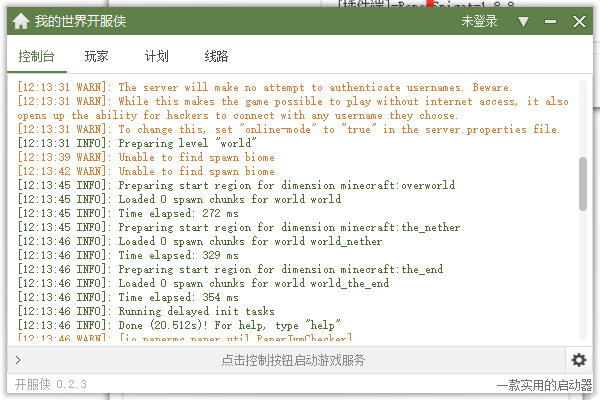 [插件端]=Paper/Spigot=1.8.8
我的世界开服侠 未登录
控制台 玩家 计划 线路
[12:13:31 WARN]: The server will make no attempt to authenticate usernames. Beware.
[12:13:31 WARN]: While this makes the game possible to play without internet access, it also
opens up the ability for hackers to connect with any username they choose.
[12:13:31 WARN]: To change this, set "online-mode" to "true" in the server.properties file.
[12:13:31 INFO]: Preparing level "world"
[12:13:39 WARN]: Unable to find spawn biome
[12:13:42 WARN]: Unable to find spawn biome
[12:13:45 INFO]: Preparing start region for dimension minecraft:overworld
[12:13:45 INFO]: Loaded 0 spawn chunks for world world
[12:13:45 INFO]: Time elapsed: 272 ms
[12:13:45 INFO]: Preparing start region for dimension minecraft:the_nether
[12:13:46 INFO]: Loaded 0 spawn chunks for world world_nether
[12:13:46 INFO]: Time elapsed: 329 ms
[12:13:46 INFO]: Preparing start region for dimension minecraft:the_end
[12:13:46 INFO]: Loaded 0 spawn chunks for world world_the_end
[12:13:46 INFO]: Time elapsed: 354 ms
[12:13:46 INFO]: Running delayed init tasks
[12:13:46 INFO]: Done (20.512s)! For help, type "help"
[12:13:46 WARN]: [io.papermc.paper.util.PaperJvmChecker]
点击控制按钮启动游戏服务
开服侠 0.2.3 一款实用的启动器